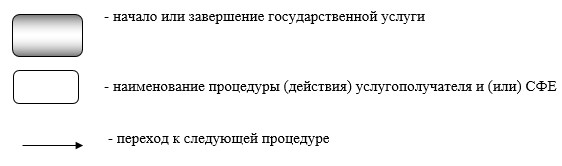 - начало или завершение государственной услуги
- наименование процедуры (действия) услугополучателя и (или) СФЕ
- переход к следующей процедуре